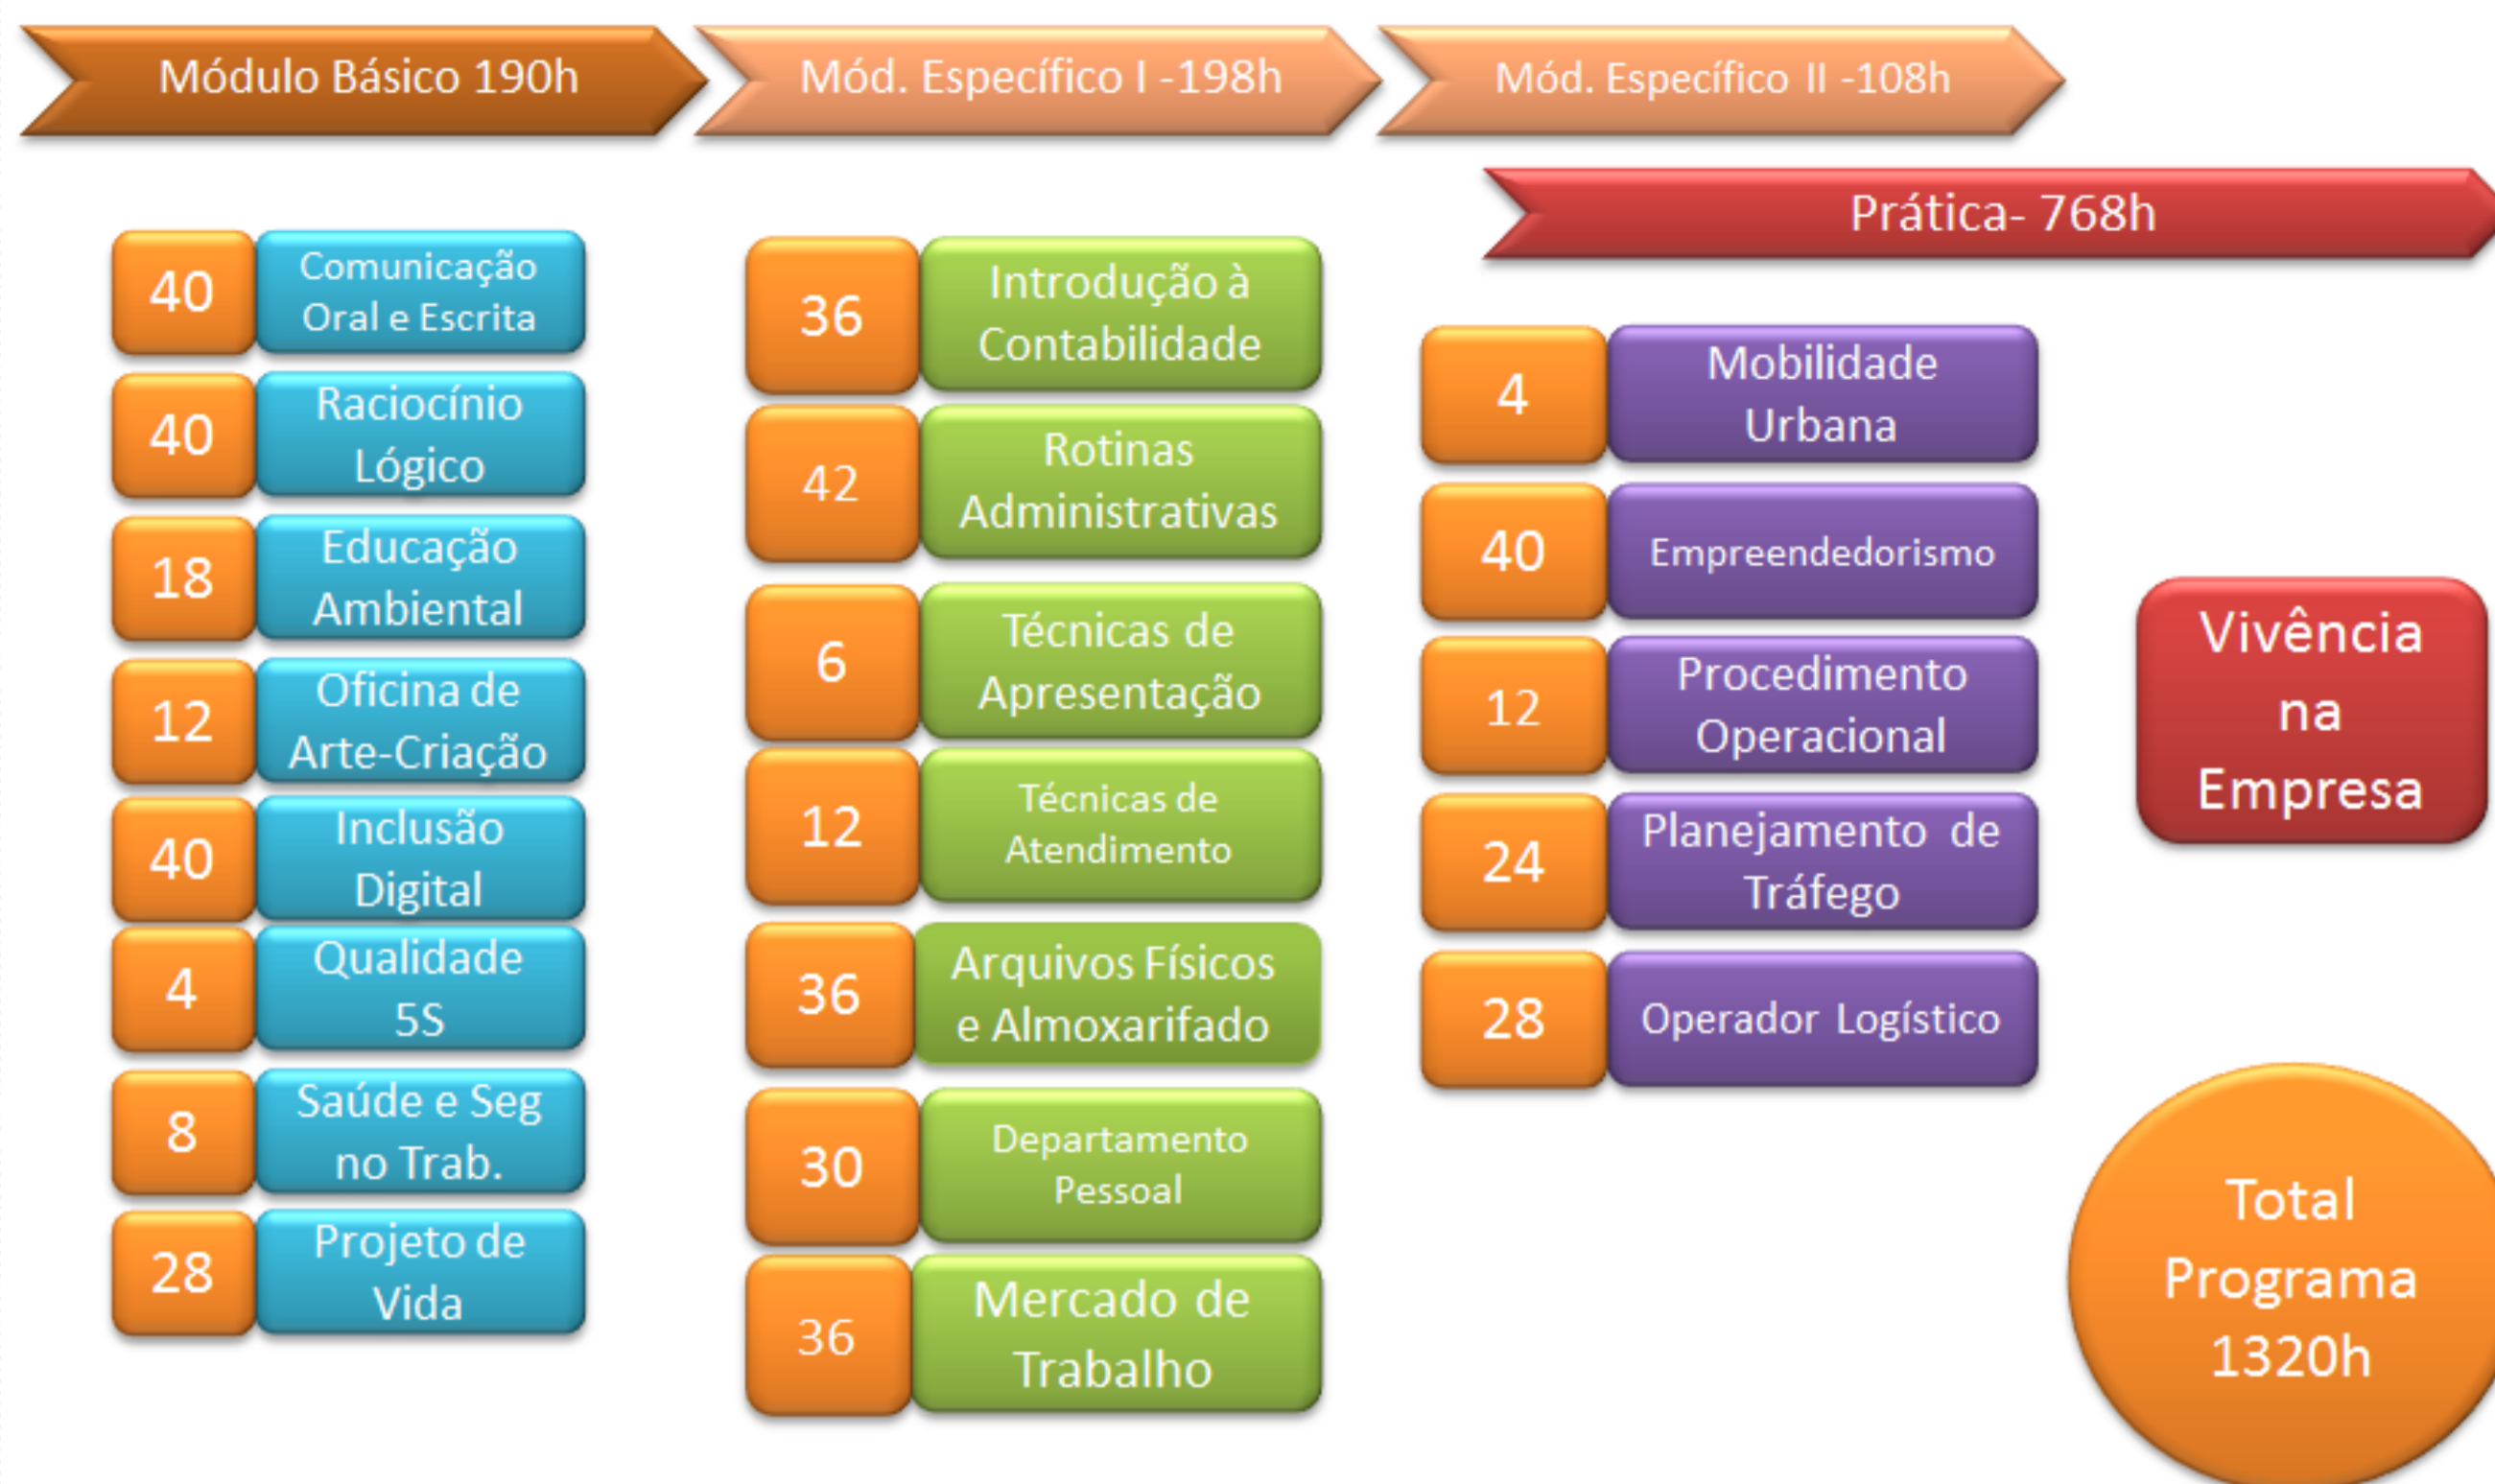 Módulo Básico 190h
Mód. Específico I -198h
Mód. Específico II -108h
Prática- 768h
40
Comunicação
Oral e Escrita
40
Raciocínio
Lógico
18
Educação
Ambiental
12
Oficina de
Arte-Criação
40
Inclusão
Digital
4
Qualidade
5S
8
Saúde e Seg
no Trab.
28
Projeto de
Vida
36
Introdução à
Contabilidade
42
Rotinas
Administrativas
6
Técnicas de
Apresentação
12
Técnicas de
Atendimento
36
Arquivos Físicos
e Almoxarifado
30
Departamento
Pessoal
36
Mercado de
Trabalho
4
Mobilidade
Urbana
40
Empreendedorismo
12
Procedimento
Operacional
24
Planejamento de
Tráfego
28
Operador Logístico
Vivência
na
Empresa
Total
Programa
1320h